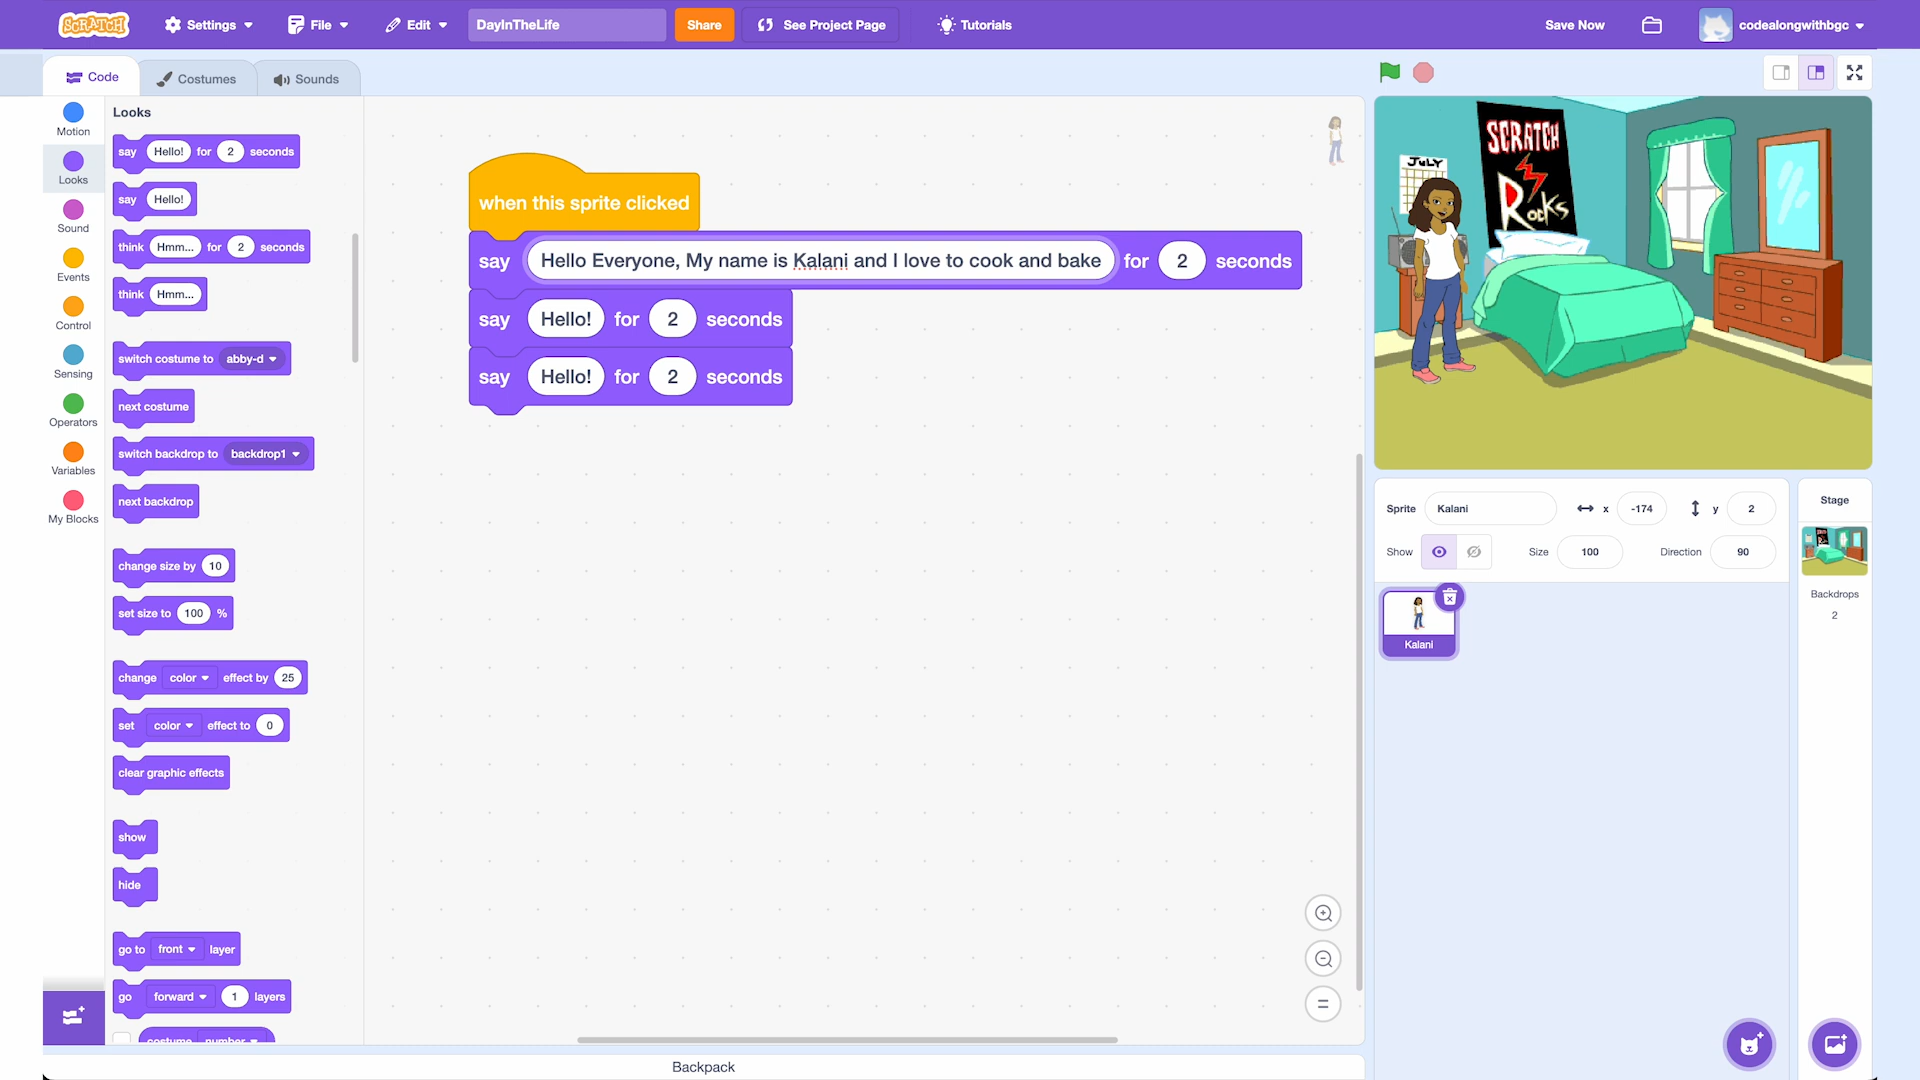 SCRATCH
Settings
File
Edit
DayInTheLife
Share
See Project Page
Tutorials
Save Now
codealongwithbgc
Code
Costumes
Sounds
Motion
Looks
Sound
Events
Control
Sensing
Operators
Variables
My Blocks
Looks
say Hello! for 2 seconds
say Hello!
think Hmm... for 2 seconds
think Hmm...
switch costume to abby-d
next costume
switch backdrop to backdrop1
next backdrop
change size by 10
set size to 100 %
change color effect by 25
set color effect to 0
clear graphic effects
show
hide
go to front layer
go forward 1 layers
costume number
when this sprite clicked
say Hello Everyone, My name is Kalani and I love to cook and bake for 2 seconds
say Hello! for 2 seconds
say Hello! for 2 seconds
Backpack
JULY
SCRATCH
Rocks
Sprite Kalani x -174 y 2
Show Size 100 Direction 90
Kalani
Stage
Backdrops
2